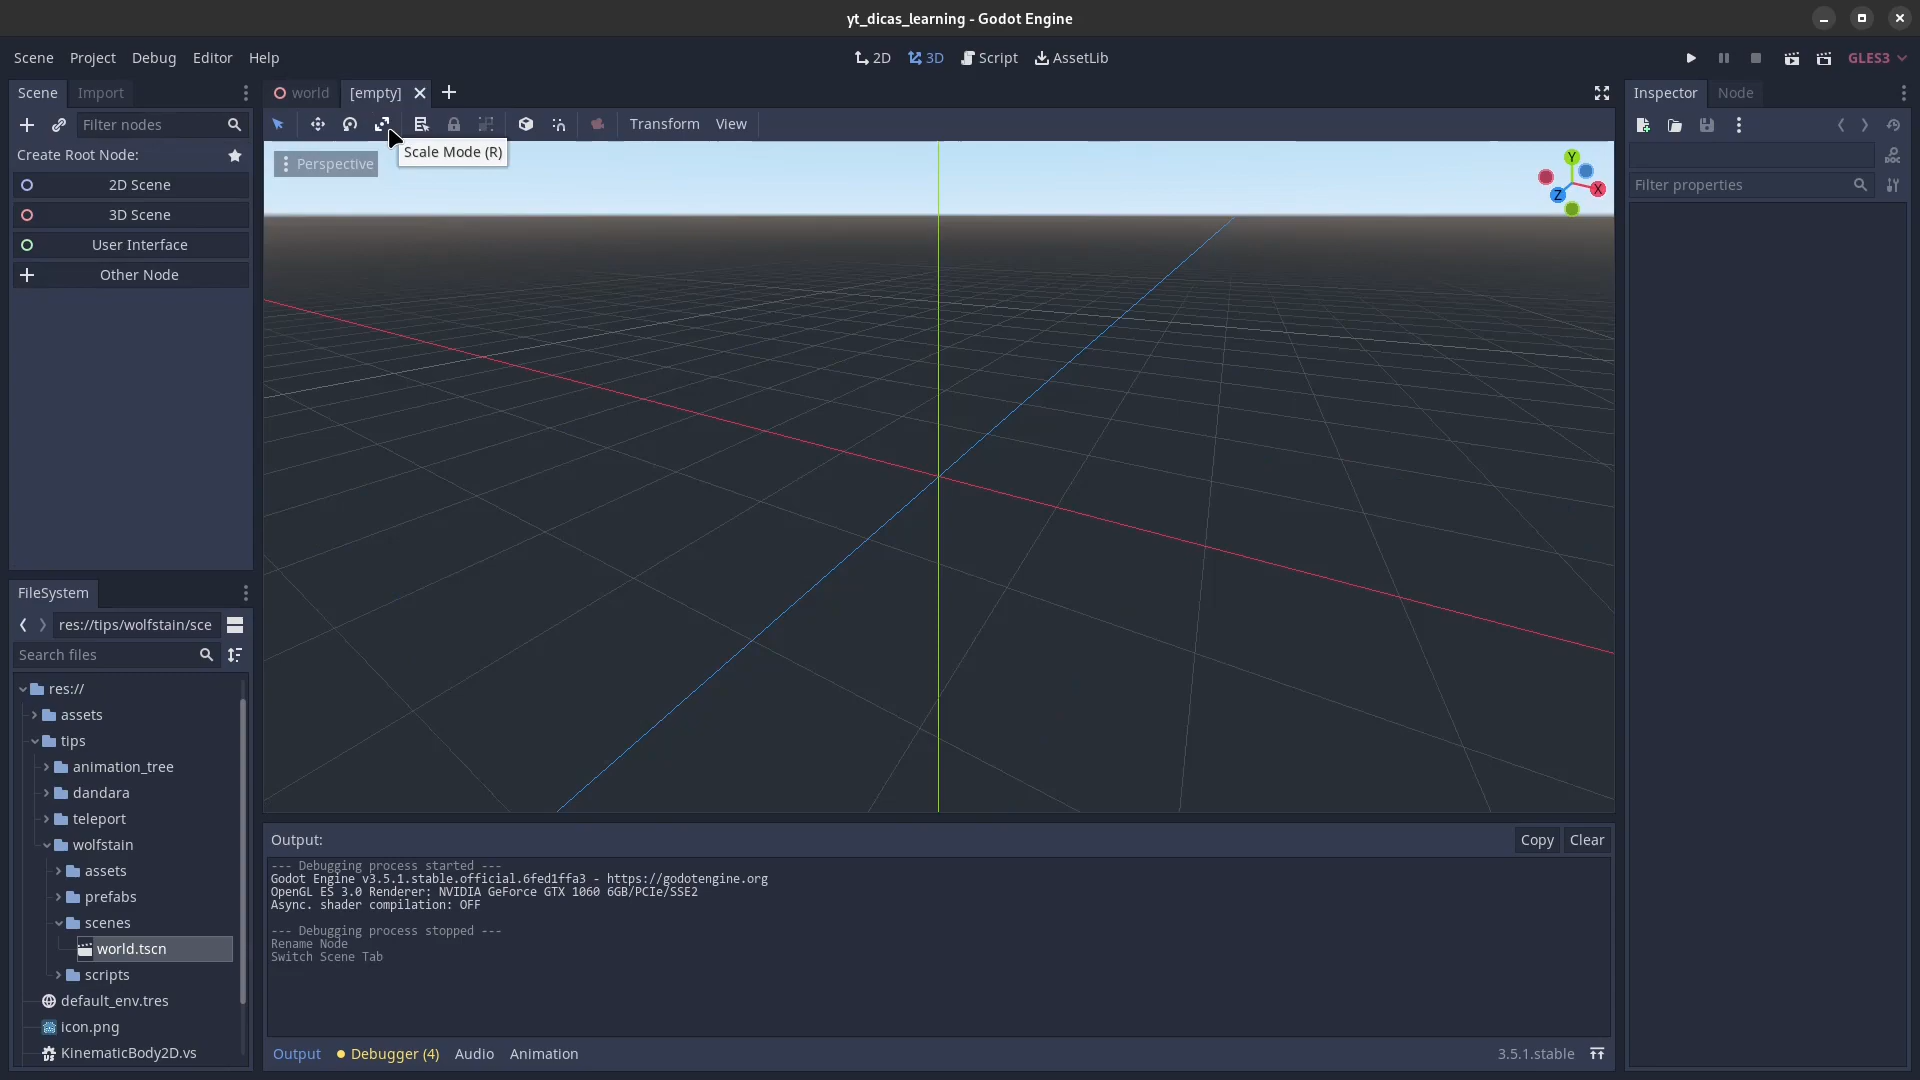 yt_dicas_learning - Godot Engine
Scene Project Debug Editor Help
2D 3D Script AssetLib
GLES3
Scene Import
Filter nodes
Create Root Node:
2D Scene
3D Scene
User Interface
Other Node
world [empty]
Transform View
Scale Mode (R)
Perspective
Y
X
Z
Inspector Node
Filter properties
FileSystem
res://tips/wolfstain/sce
Search files
res://
assets
tips
animation_tree
dandara
teleport
wolfstain
assets
prefabs
scenes
world.tscn
scripts
default_env.tres
icon.png
KinematicBody2D.vs
Output:
Copy Clear
--- Debugging process started ---
Godot Engine v3.5.1.stable.official.6fed1ffa3 - https://godotengine.org
OpenGL ES 3.0 Renderer: NVIDIA GeForce GTX 1060 6GB/PCIe/SSE2
Async. shader compilation: OFF
--- Debugging process stopped ---
Rename Node
Switch Scene Tab
Output Debugger (4) Audio Animation
3.5.1.stable